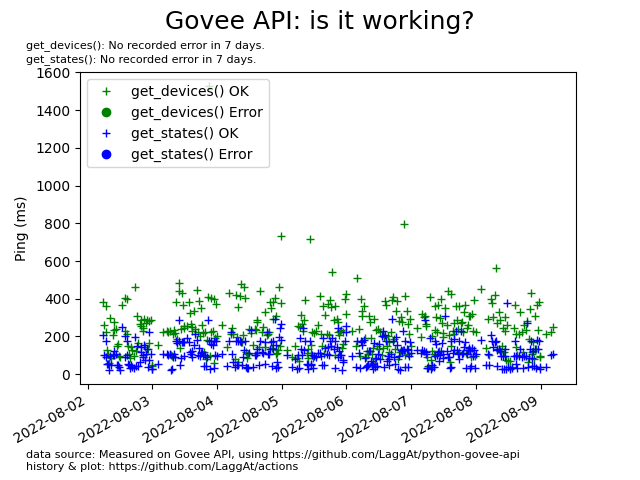 Govee API: is it working?
get_devices(): No recorded error in 7 days.
get_states(): No recorded error in 7 days.
get_devices() OK
get_devices() Error
get_states() OK
get_states() Error
Ping (ms)
1600
1400
1200
1000
800
600
400
200
0
2022-08-02
2022-08-03
2022-08-04
2022-08-05
2022-08-06
2022-08-07
2022-08-08
2022-08-09
data source: Measured on Govee API, using https://github.com/LaggAt/python-govee-api
history & plot: https://github.com/LaggAt/actions